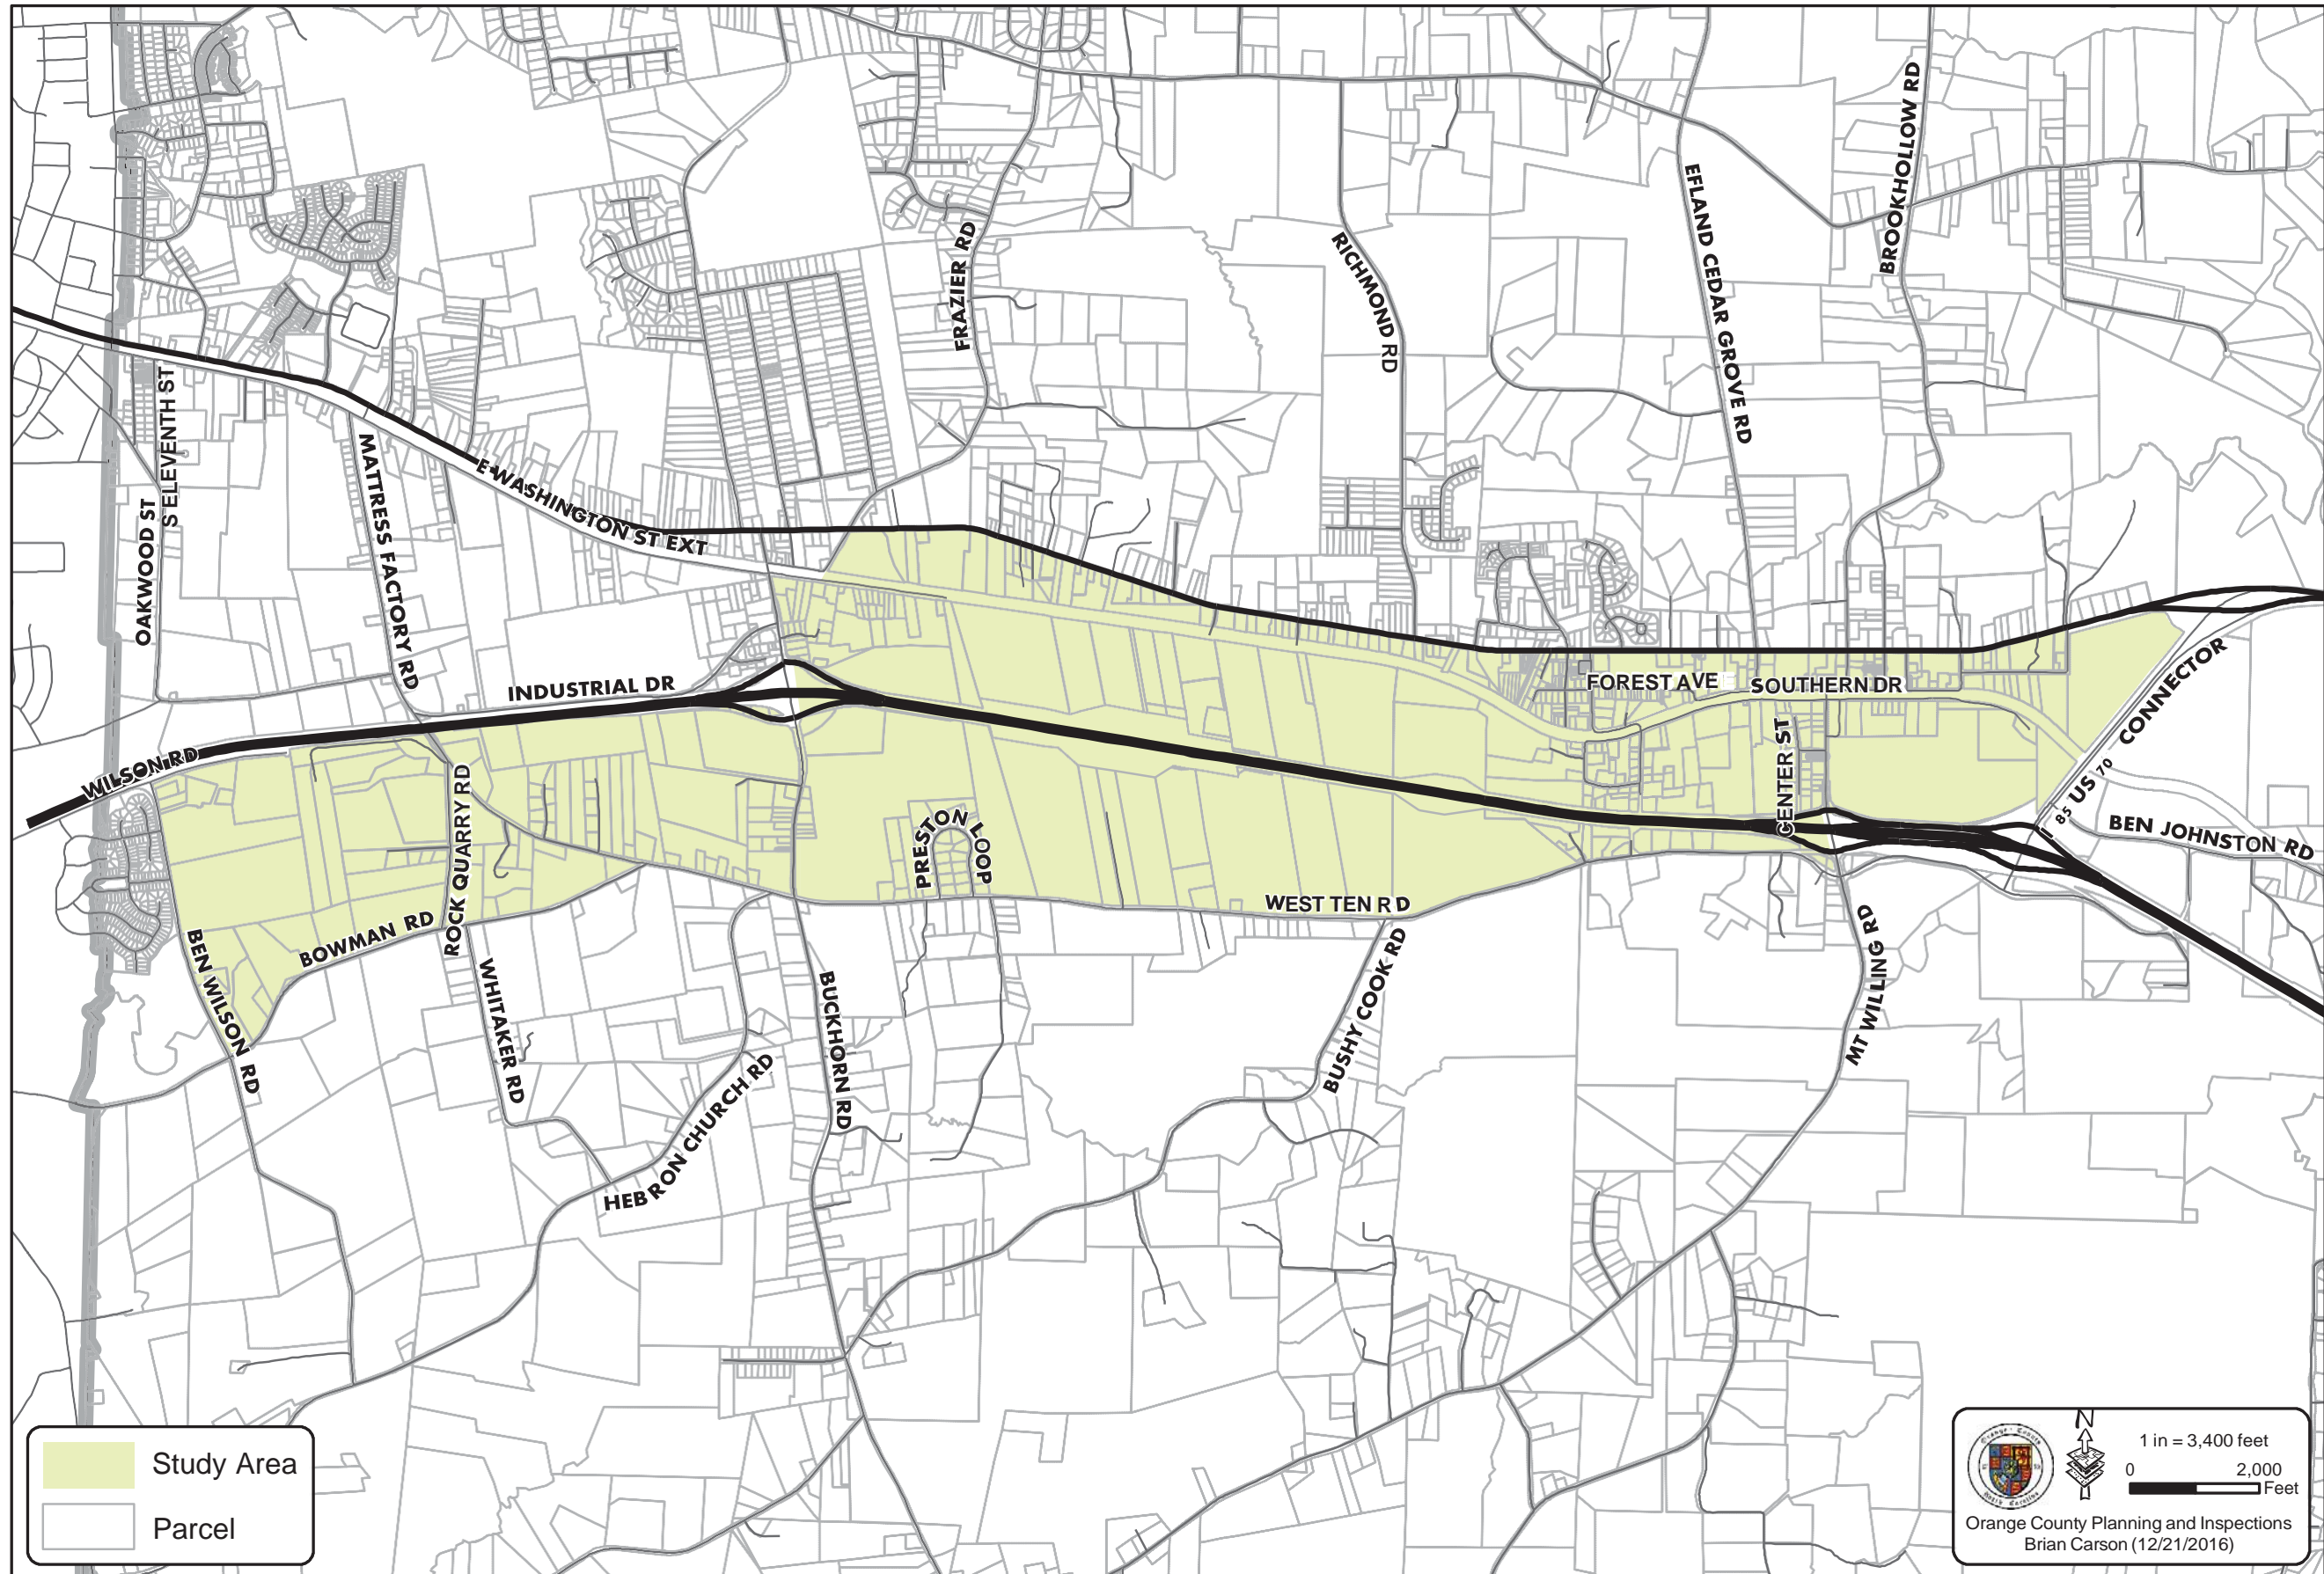 BROOKHOLLOW RD
EFLAND CEDAR GROVE RD
FRAZIER RD
RICHMOND RD
S ELEVENTH ST
OAKWOOD ST
MATTRESS FACTORY RD
E WASHINGTON ST EXT
INDUSTRIAL DR
FOREST AVE
SOUTHERN DR
CONNECTOR
US 70
I 85
WILSON RD
CENTER ST
BEN JOHNSTON RD
ROCK QUARRY RD
PRESTON LOOP
WEST TEN RD
BOWMAN RD
BEN WILSON RD
WHITAKER RD
BUCKHORN RD
BUSHY COOK RD
MT WILLING RD
HEBRON CHURCH RD
Study Area
Parcel
N
1 in = 3,400 feet
0 2,000
Feet
Orange County
North Carolina
Orange County Planning and Inspections
Brian Carson (12/21/2016)